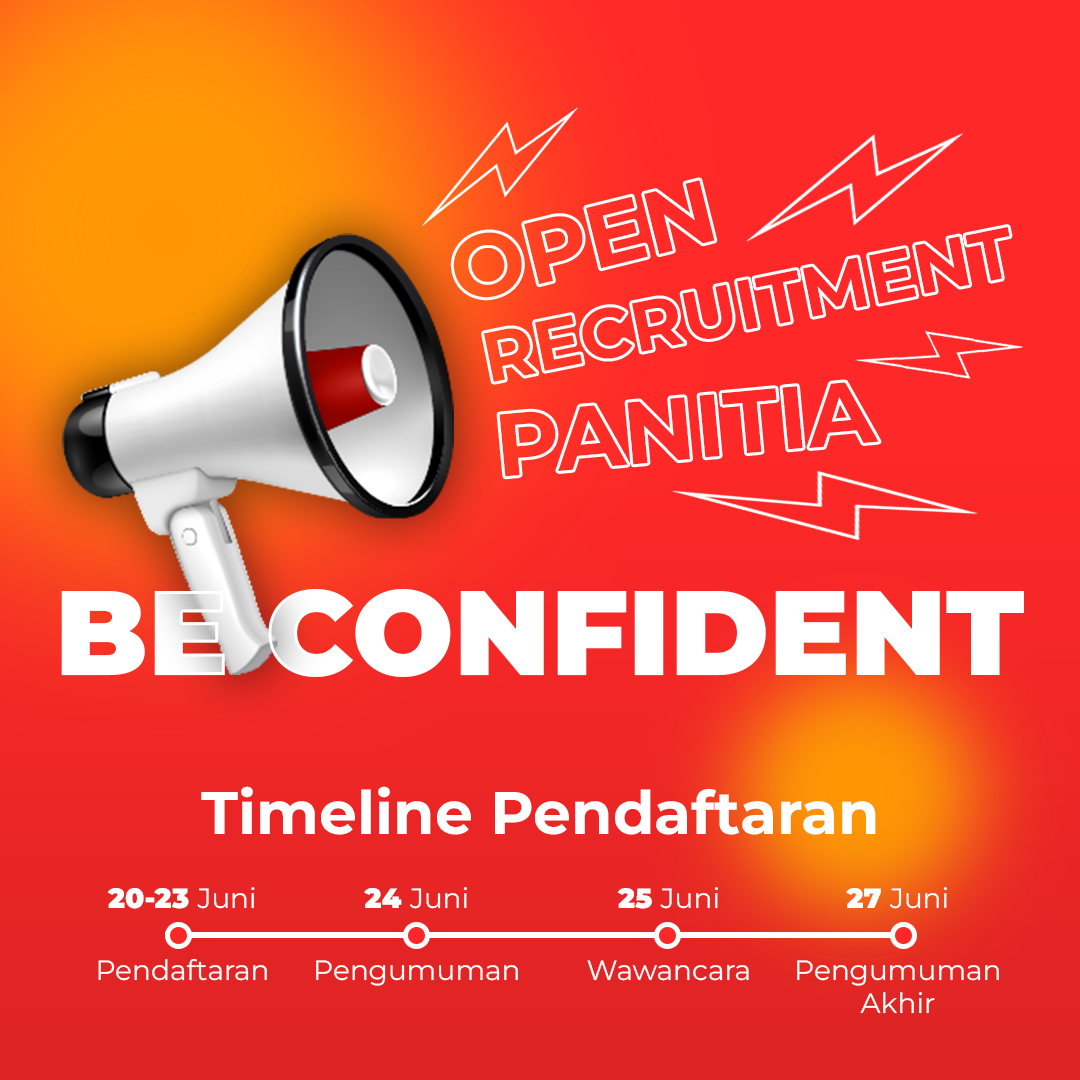 OPEN
RECRUITMENT
PANITIA
BE CONFIDENT
Timeline Pendaftaran
20-23 Juni
Pendaftaran
24 Juni
Pengumuman
25 Juni
Wawancara
27 Juni
Pengumuman
Akhir